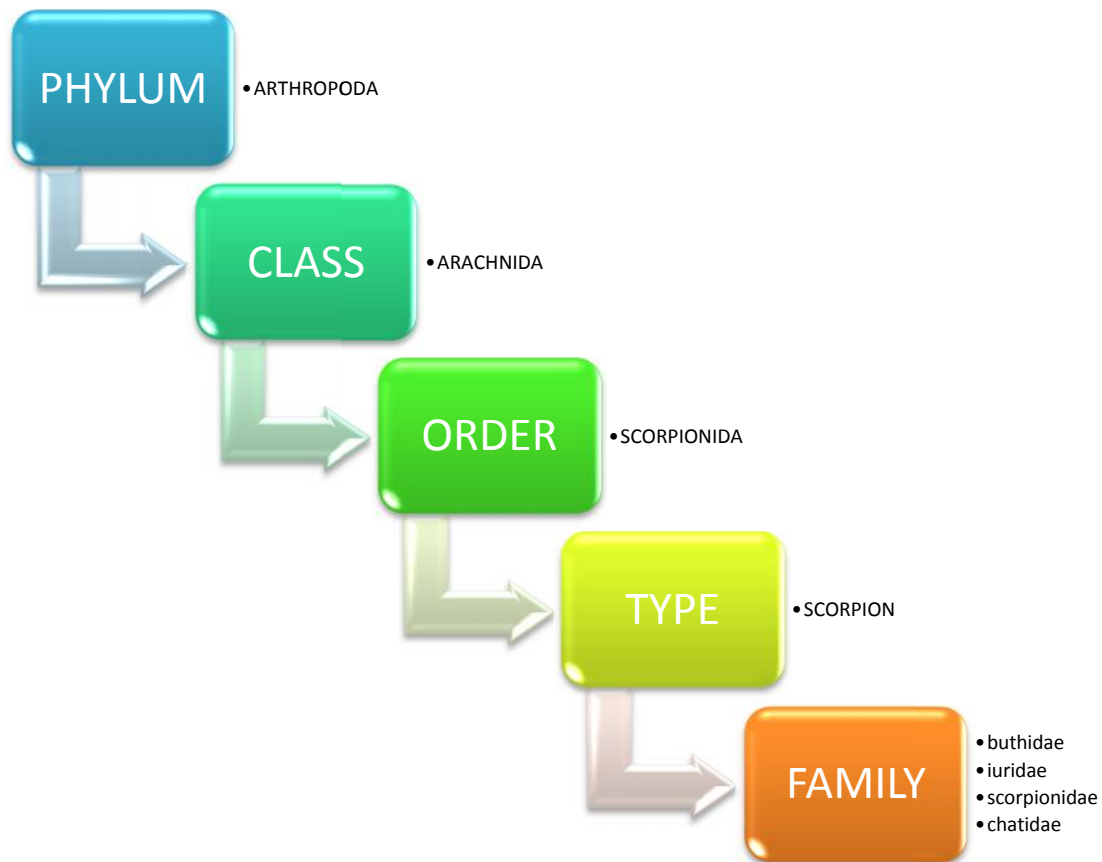 PHYLUM
• ARTHROPODA
CLASS
• ARACHNIDA
ORDER
• SCORPIONIDA
TYPE
• SCORPION
FAMILY
• buthidae
• iuridae
• scorpionidae
• chatidae